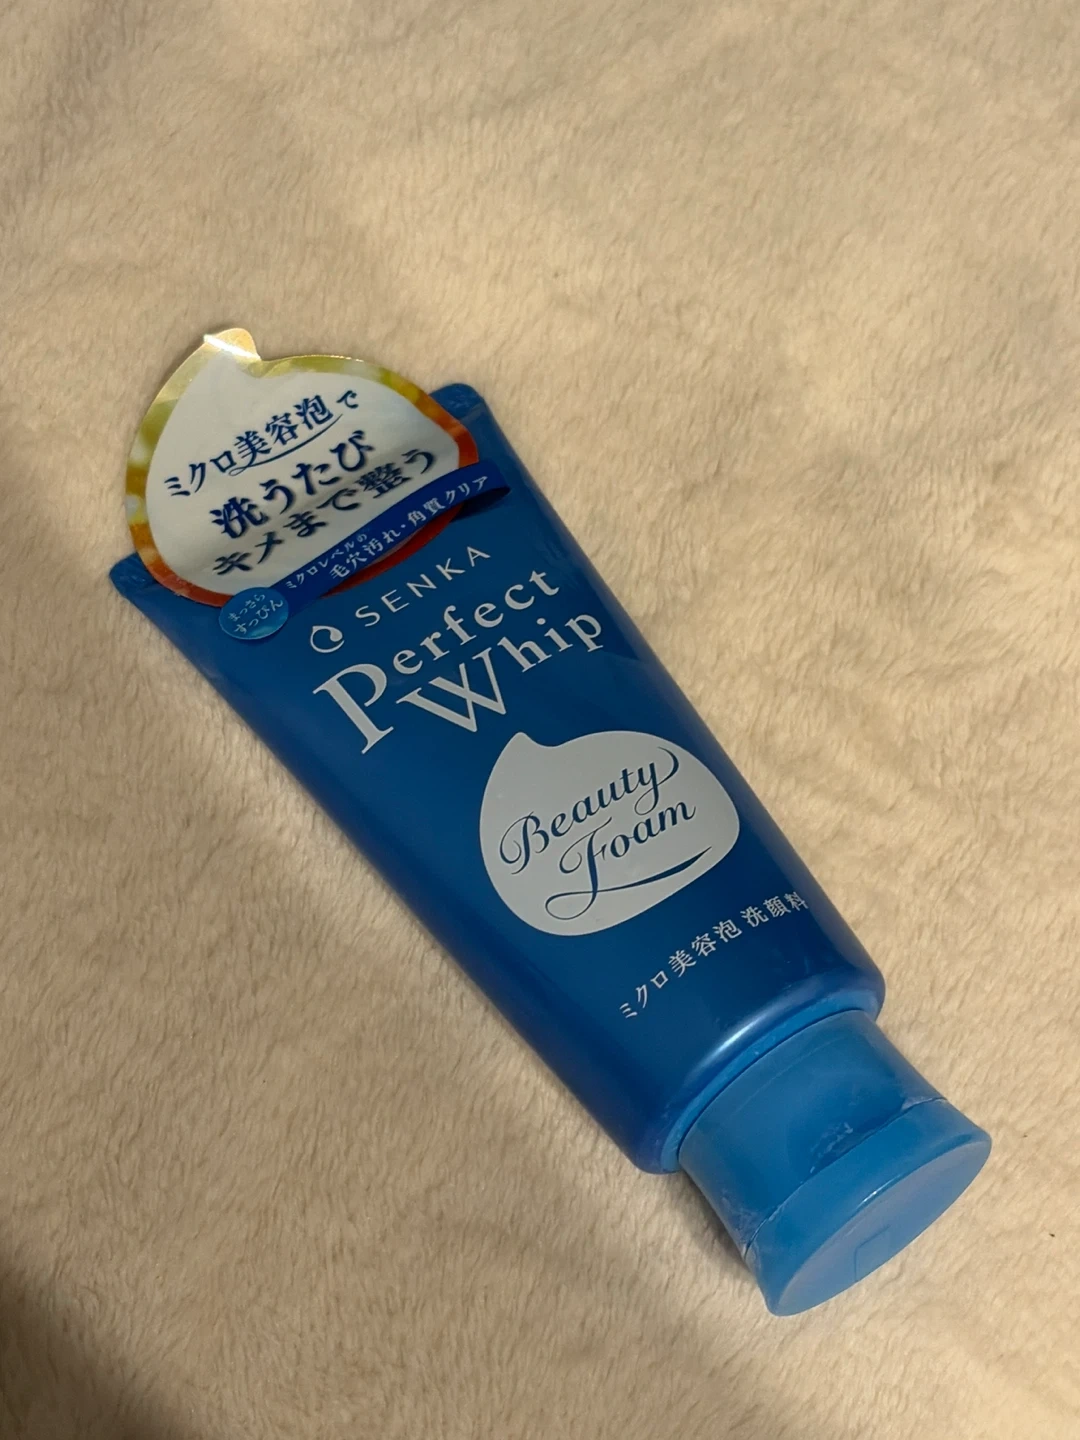 ミクロ美容泡で
洗うたび
キメまで整う
ミクロレベルの
毛穴汚れ・角質クリア
まっさら
すっぴん
SENKA
Perfect
Whip
Beauty
Foam
ミクロ美容泡 洗顔料